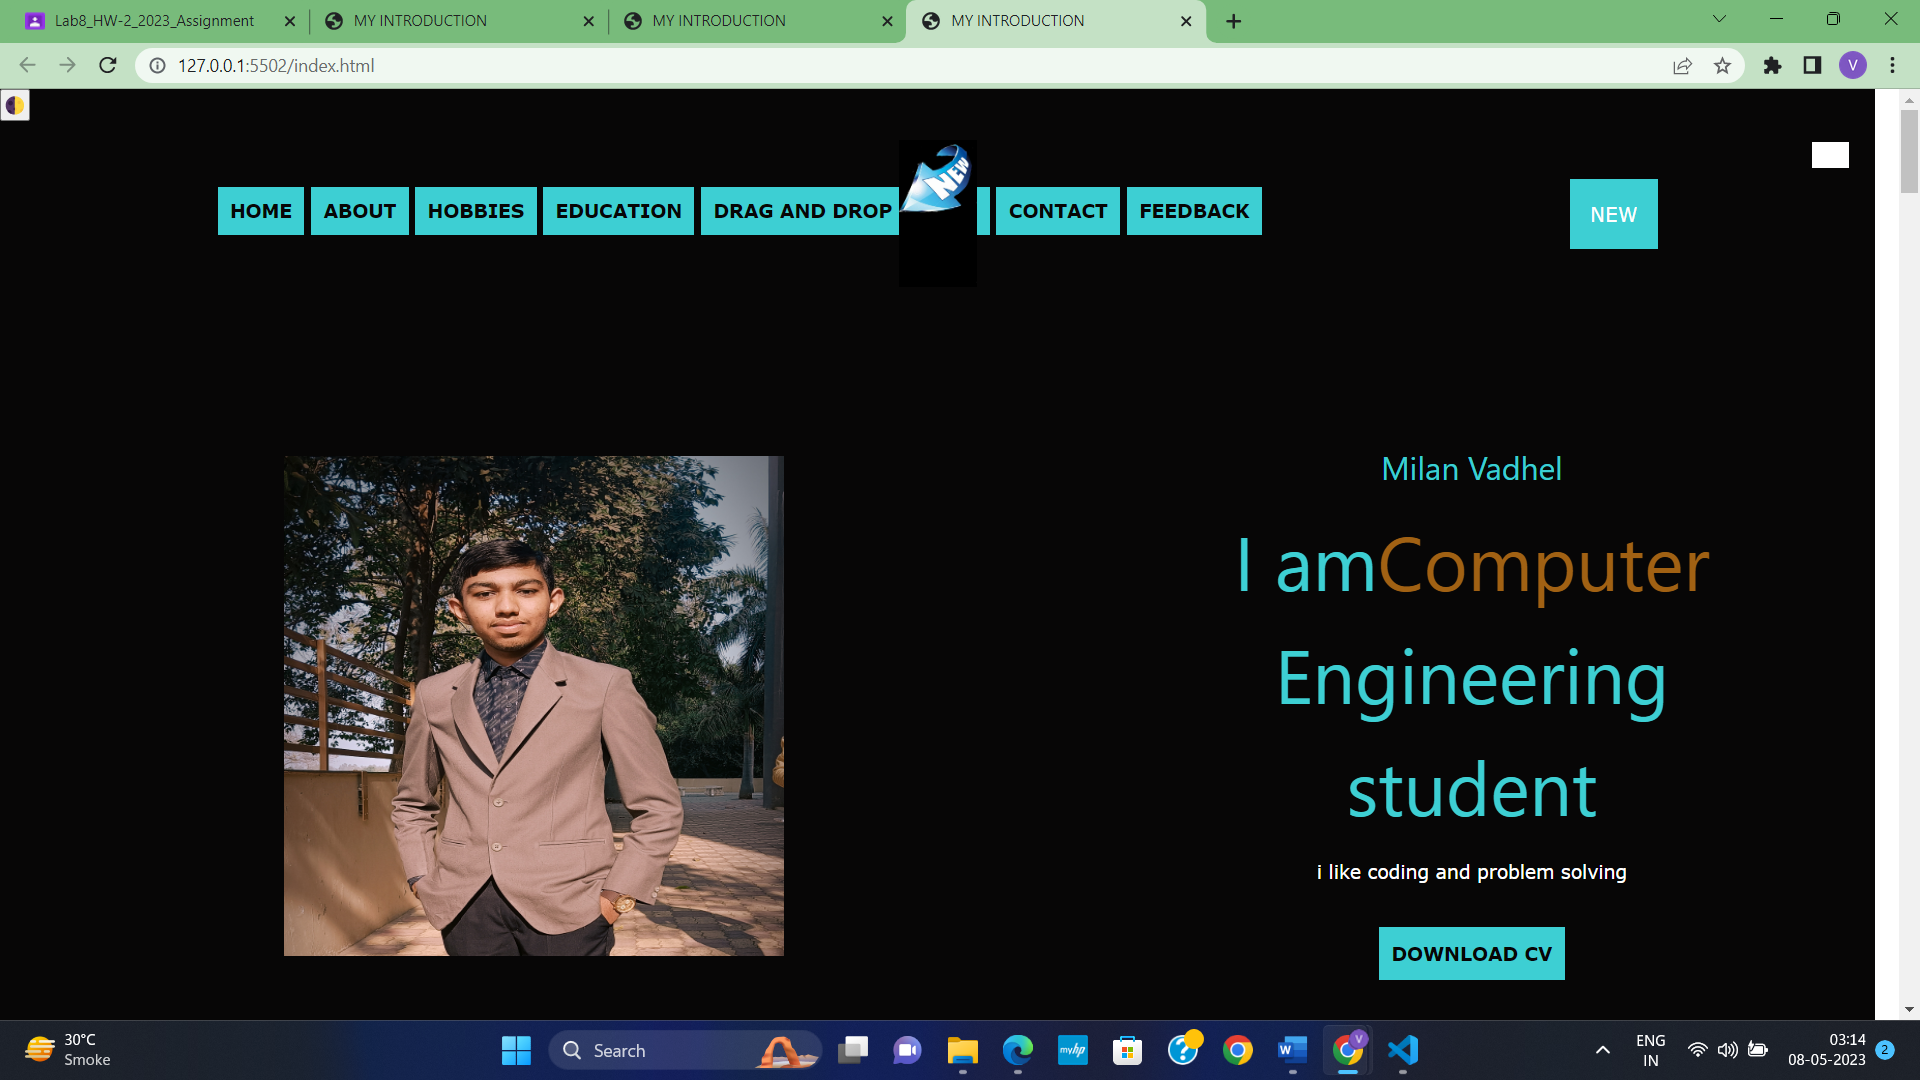 Lab8_HW-2_2023_Assignment
MY INTRODUCTION
MY INTRODUCTION
MY INTRODUCTION
127.0.0.1:5502/index.html
V
HOME
ABOUT
HOBBIES
EDUCATION
DRAG AND DROP
NEW
CONTACT
FEEDBACK
NEW
Milan Vadhel
I amComputer
Engineering
student
i like coding and problem solving
DOWNLOAD CV
30°C
Smoke
Search
myhp
W
V
ENG
IN
03:14
08-05-2023
2